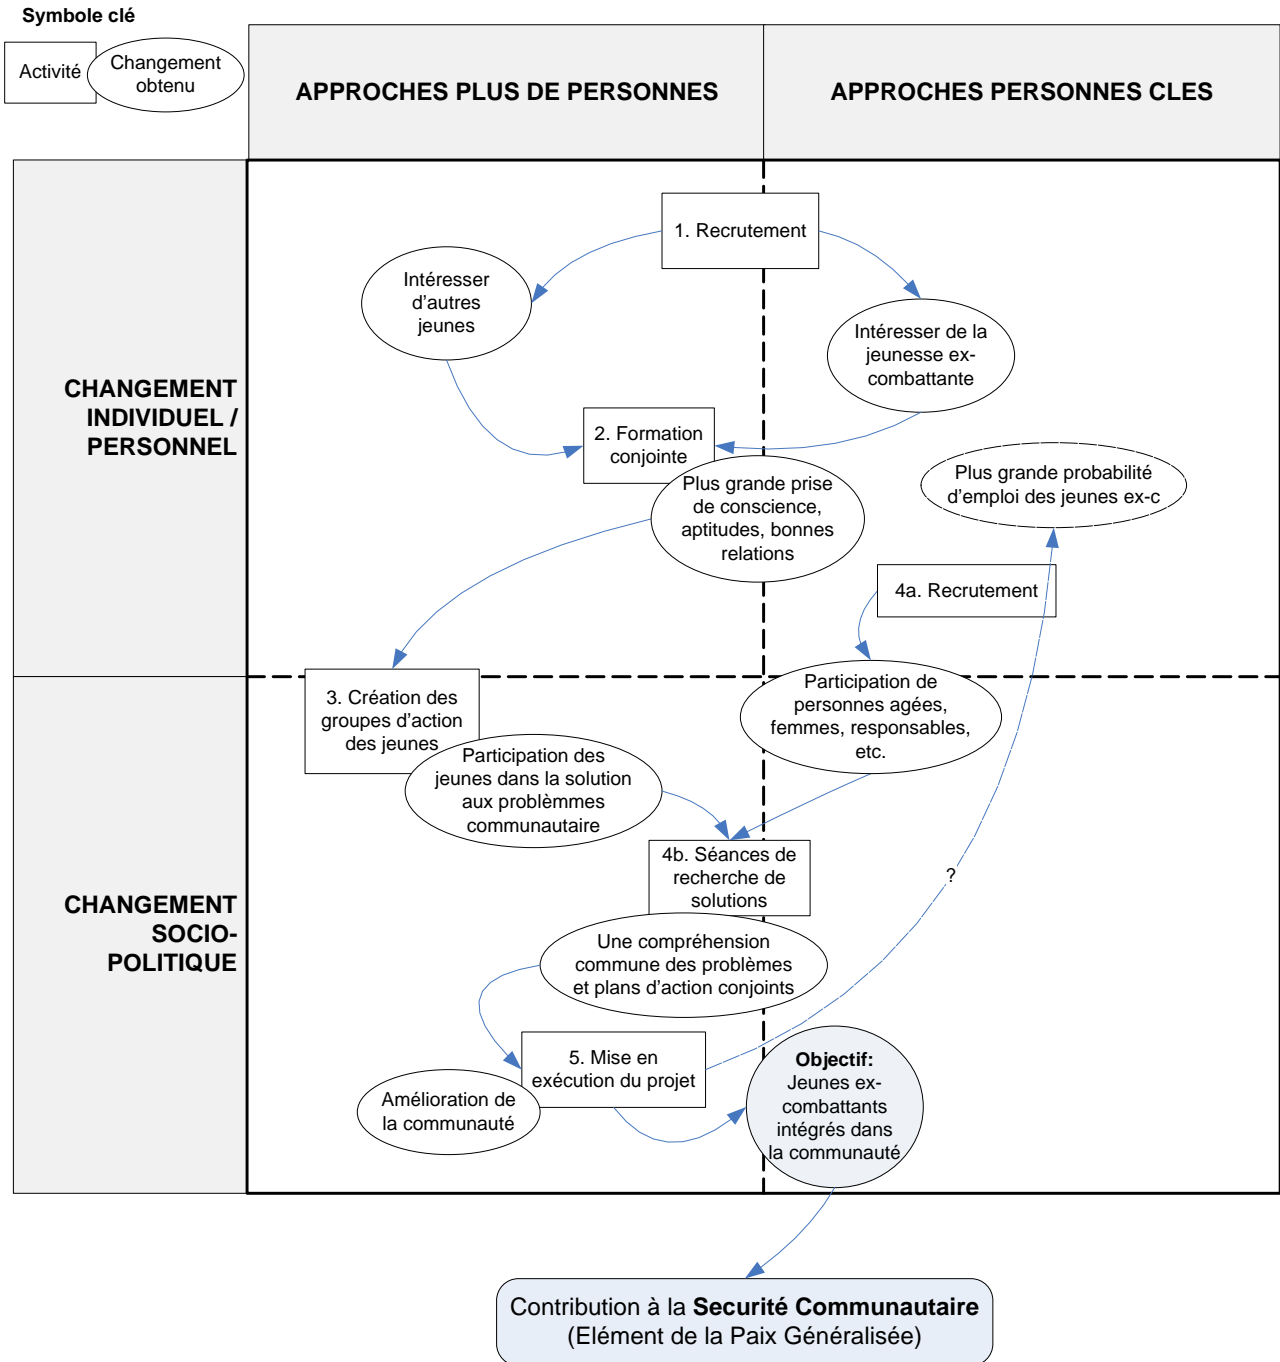 Symbole clé
Activité
Changement
obtenu
APPROCHES PLUS DE PERSONNES
APPROCHES PERSONNES CLES
CHANGEMENT
INDIVIDUEL /
PERSONNEL
1. Recrutement
Intéresser
d'autres
jeunes
Intéresser de la
jeunesse ex-
combattante
2. Formation
conjointe
Plus grande prise
de conscience,
aptitudes, bonnes
relations
Plus grande probabilité
d'emploi des jeunes ex-c
4a. Recrutement
CHANGEMENT
SOCIO-
POLITIQUE
3. Création des
groupes d'action
des jeunes
Participation des
jeunes dans la solution
aux problèmmes
communautaire
Participation de
personnes agées,
femmes, responsables,
etc.
4b. Séances de
recherche de
solutions
?
Une compréhension
commune des problèmes
et plans d'action conjoints
5. Mise en
exécution du projet
Amélioration de
la communauté
Objectif:
Jeunes ex-
combattants
intégrés dans
la communauté
Contribution à la Securité Communautaire
(Elément de la Paix Généralisée)